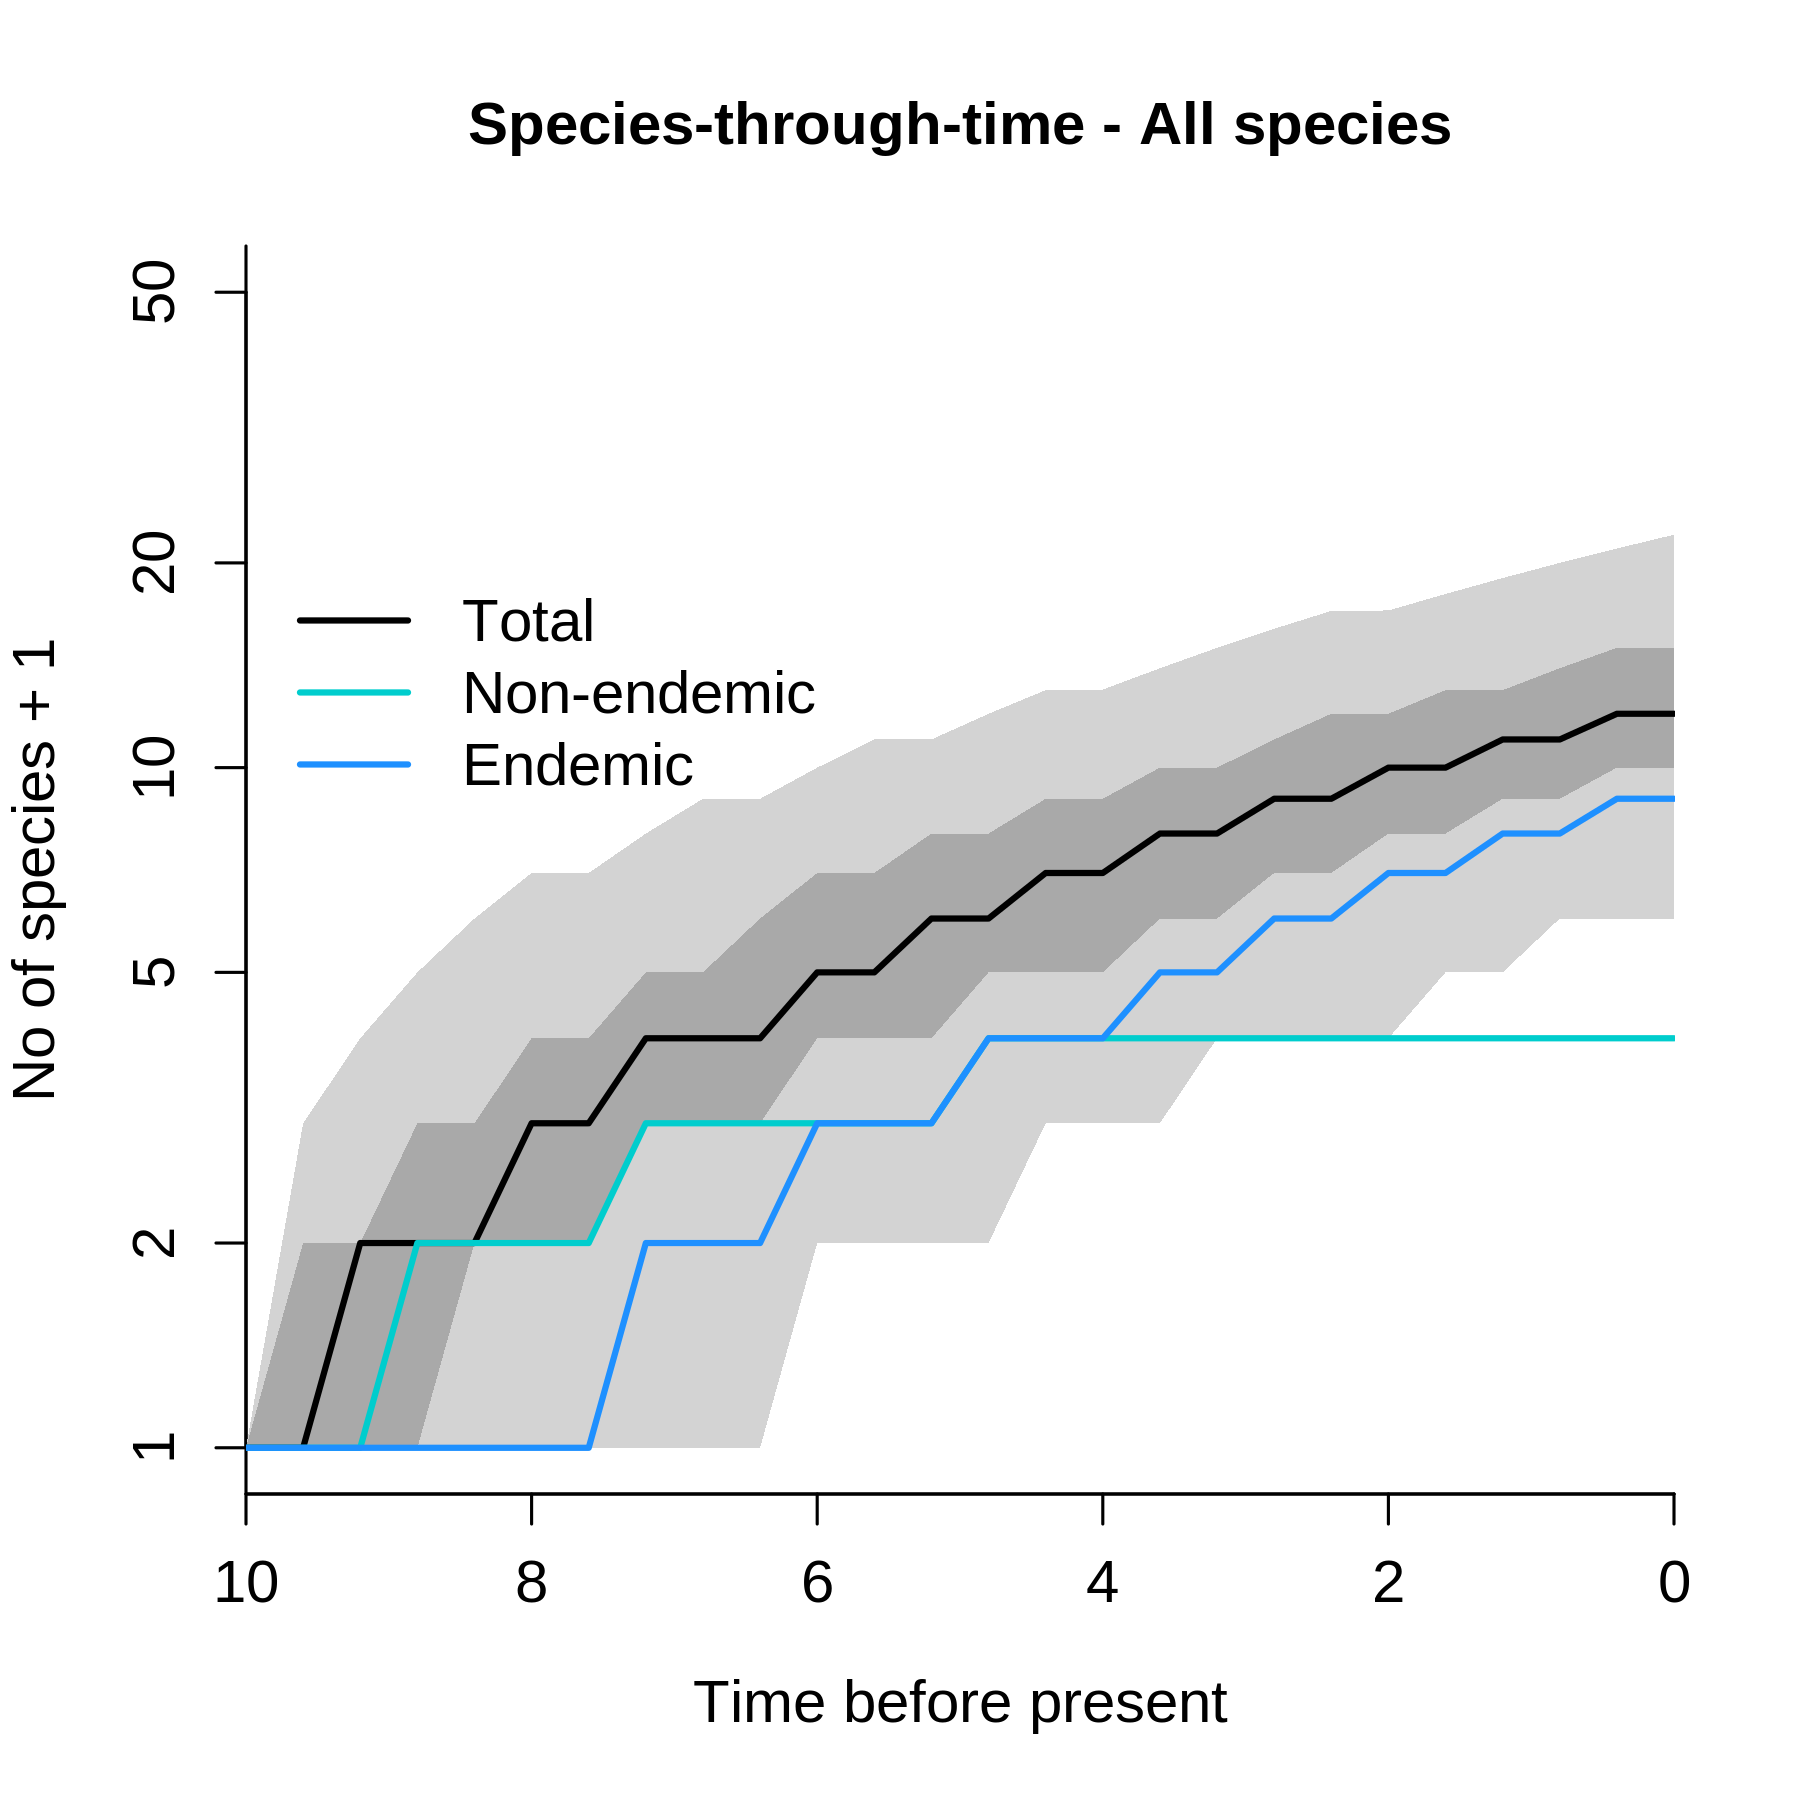 Species-through-time - All species
No of species + 1
50
20
10
5
2
1
Total
Non-endemic
Endemic
10 8 6 4 2 0
Time before present